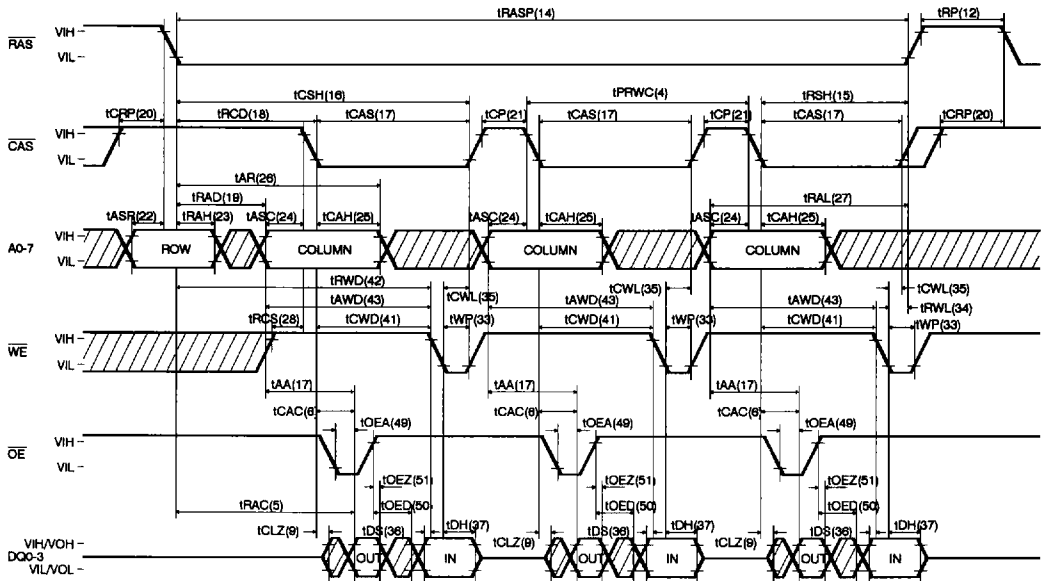 tRASP(14) tRP(12)
RAS VIH VIL
tCSH(16) tPRWC(4) tRSH(15)
tCRP(20) tRCD(18) tCAS(17) tCP(21) tCAS(17) tCP(21) tCAS(17) tCRP(20)
CAS VIH VIL
tAR(26)
tRAD(19) tRAL(27)
tASR(22) tRAH(23) tASC(24) tCAH(25) tASC(24) tCAH(25) tASC(24) tCAH(25)
A0-7 VIH VIL ROW COLUMN COLUMN COLUMN
tRWD(42) tCWL(35) tCWL(35) tCWL(35)
tAWD(43) tAWD(43) tAWD(43) tRWL(34)
tRCS(28) tCWD(41) tWP(33) tCWD(41) tWP(33) tCWD(41) tWP(33)
WE VIH VIL
tAA(17) tAA(17) tAA(17)
tCAC(6) tOEA(49) tCAC(6) tOEA(49) tCAC(6) tOEA(49)
OE VIH VIL
tOEZ(51) tOEZ(51) tOEZ(51)
tRAC(5) tOED(50) tOED(50) tOED(50)
tCLZ(9) tDS(36) tDH(37) tCLZ(9) tDS(36) tDH(37) tCLZ(9) tDS(36) tDH(37)
VIH/VOH
DQ0-3 OUT IN OUT IN OUT IN
VIL/VOL